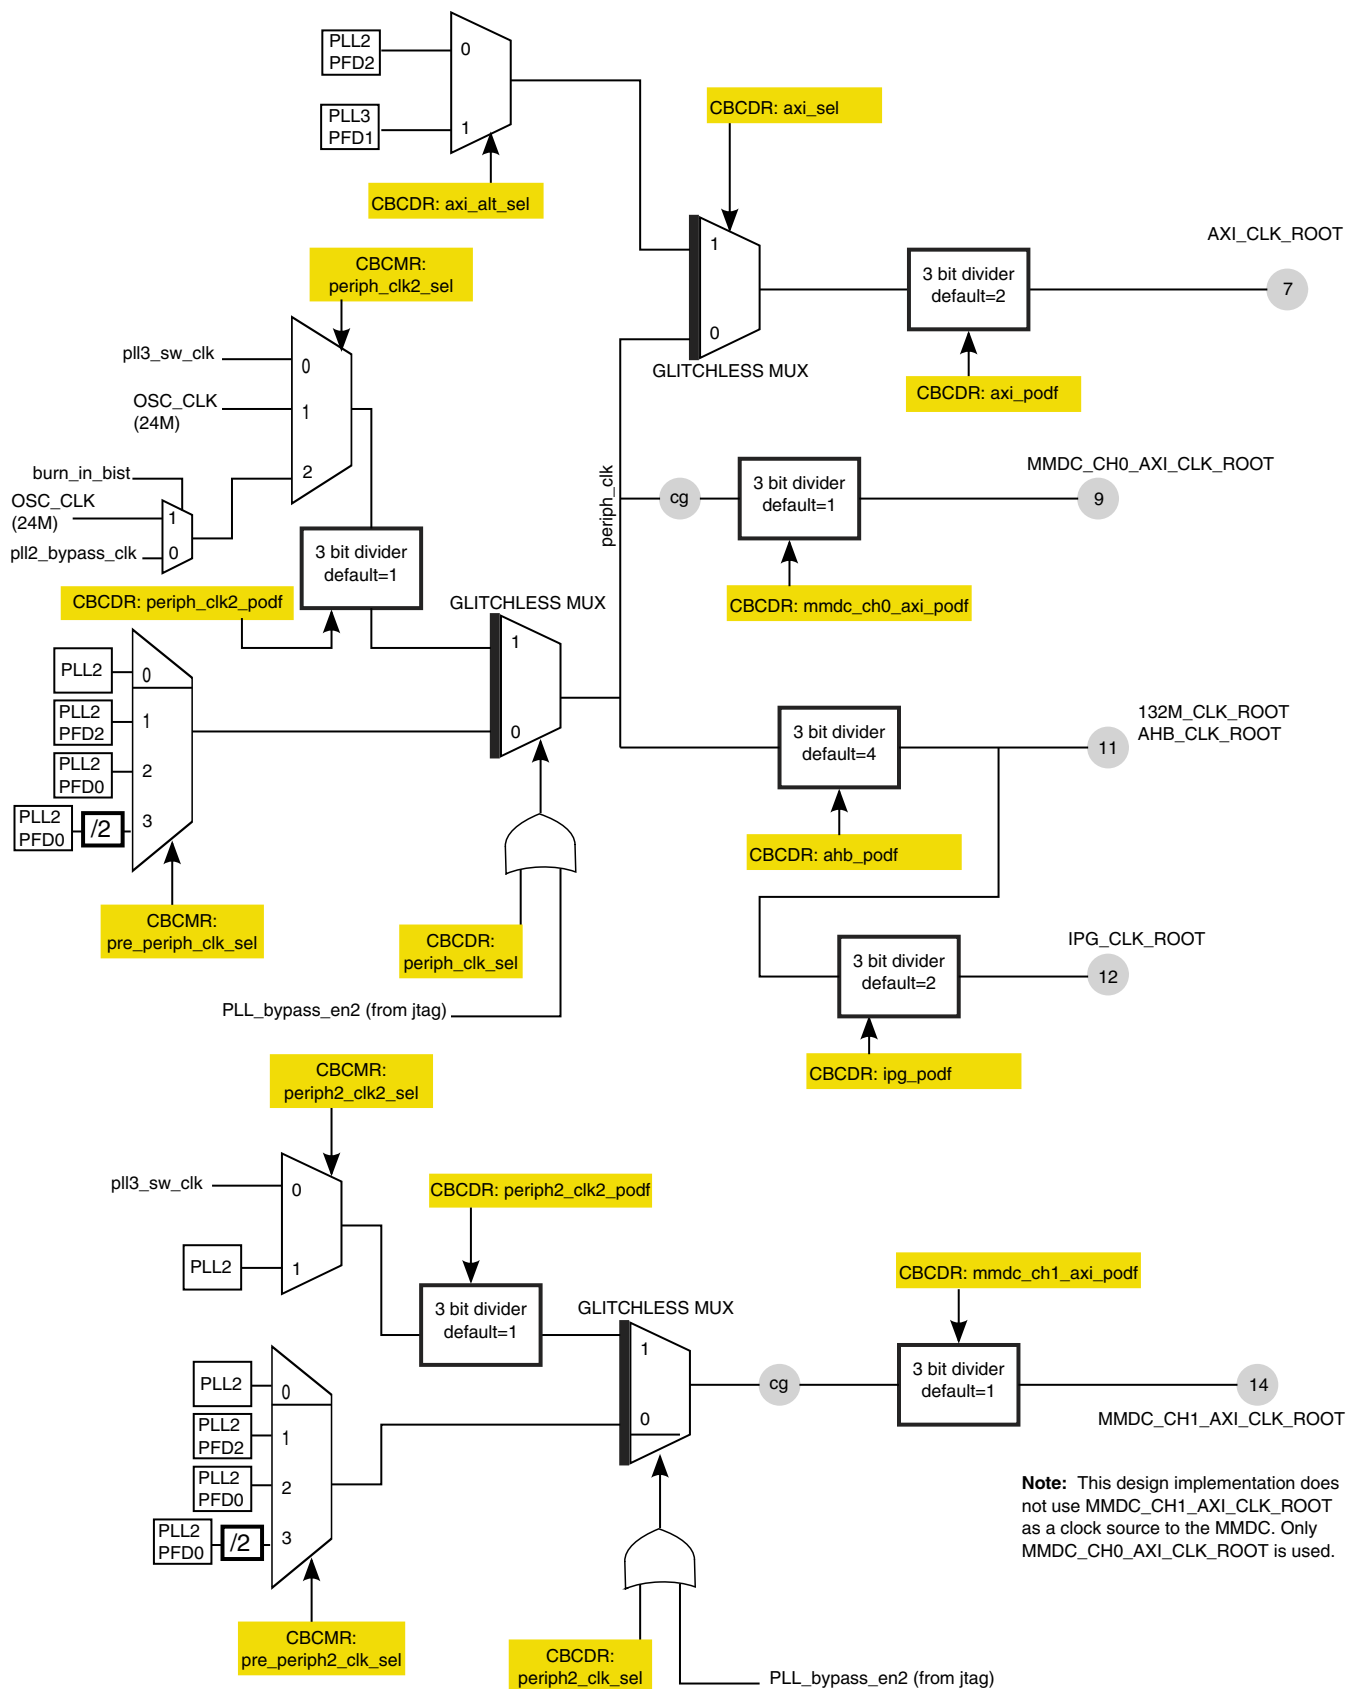 PLL2
PFD2
0
PLL3
PFD1
1
CBCDR: axi_alt_sel
CBCDR: axi_sel
1
0
GLITCHLESS MUX
3 bit divider
default=2
CBCDR: axi_podf
AXI_CLK_ROOT
7
CBCMR:
periph_clk2_sel
pll3_sw_clk
0
OSC_CLK
(24M)
1
2
burn_in_bist
OSC_CLK
(24M)
1
pll2_bypass_clk
0
3 bit divider
default=1
CBCDR: periph_clk2_podf
GLITCHLESS MUX
1
0
periph_clk
cg
3 bit divider
default=1
CBCDR: mmdc_ch0_axi_podf
MMDC_CH0_AXI_CLK_ROOT
9
PLL2
0
PLL2
PFD2
1
PLL2
PFD0
2
PLL2
PFD0
/2
3
CBCMR:
pre_periph_clk_sel
CBCDR:
periph_clk_sel
PLL_bypass_en2 (from jtag)
3 bit divider
default=4
CBCDR: ahb_podf
132M_CLK_ROOT
AHB_CLK_ROOT
11
3 bit divider
default=2
CBCDR: ipg_podf
IPG_CLK_ROOT
12
CBCMR:
periph2_clk2_sel
pll3_sw_clk
0
PLL2
1
CBCDR: periph2_clk2_podf
3 bit divider
default=1
GLITCHLESS MUX
1
0
cg
CBCDR: mmdc_ch1_axi_podf
3 bit divider
default=1
14
MMDC_CH1_AXI_CLK_ROOT
PLL2
0
PLL2
PFD2
1
PLL2
PFD0
2
PLL2
PFD0
/2
3
CBCMR:
pre_periph2_clk_sel
CBCDR:
periph2_clk_sel
PLL_bypass_en2 (from jtag)
Note: This design implementation does
not use MMDC_CH1_AXI_CLK_ROOT
as a clock source to the MMDC. Only
MMDC_CH0_AXI_CLK_ROOT is used.